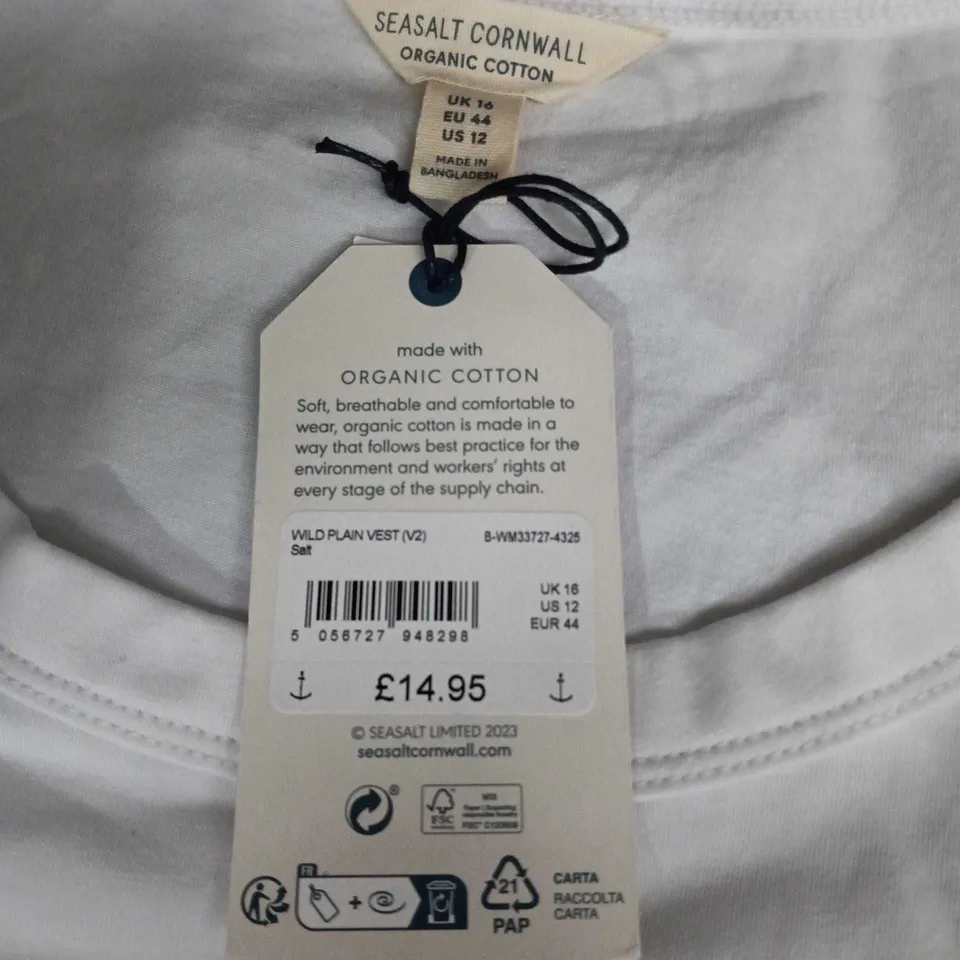 SEASALT CORNWALL
ORGANIC COTTON
UK 16
EU 44
US 12
MADE IN
BANGLADESH
made with
ORGANIC COTTON
Soft, breathable and comfortable to
wear, organic cotton is made in a
way that follows best practice for the
environment and workers' rights at
every stage of the supply chain.
WILD PLAIN VEST (V2) B-WM33727-4325
Salt
UK 16
US 12
EUR 44
5 056727 948298
£14.95
© SEASALT LIMITED 2023
seasaltcornwall.com
®
FSC
MIX
FR
+
21
PAP
CARTA
RACCOLTA
CARTA